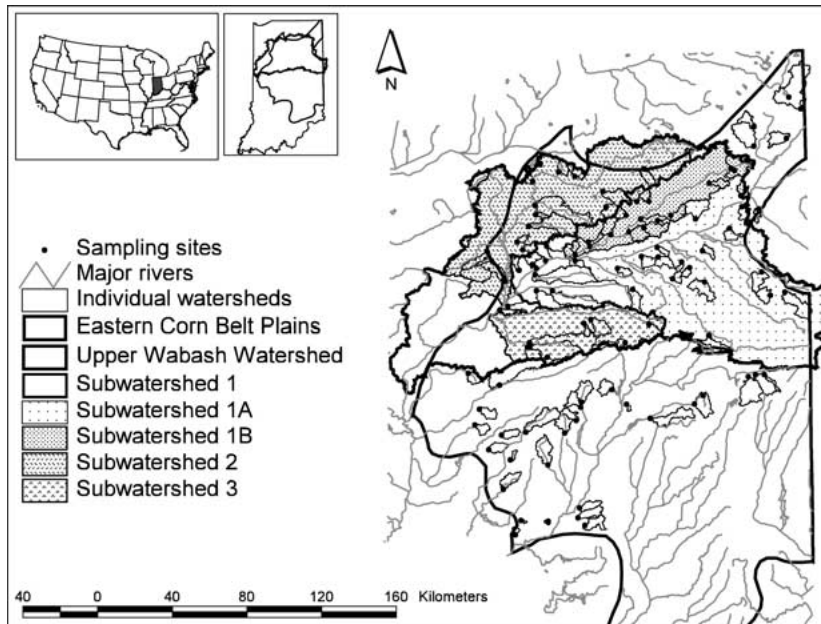 N
Sampling sites
Major rivers
Individual watersheds
Eastern Corn Belt Plains
Upper Wabash Watershed
Subwatershed 1
Subwatershed 1A
Subwatershed 1B
Subwatershed 2
Subwatershed 3
40 0 40 80 120 160 Kilometers